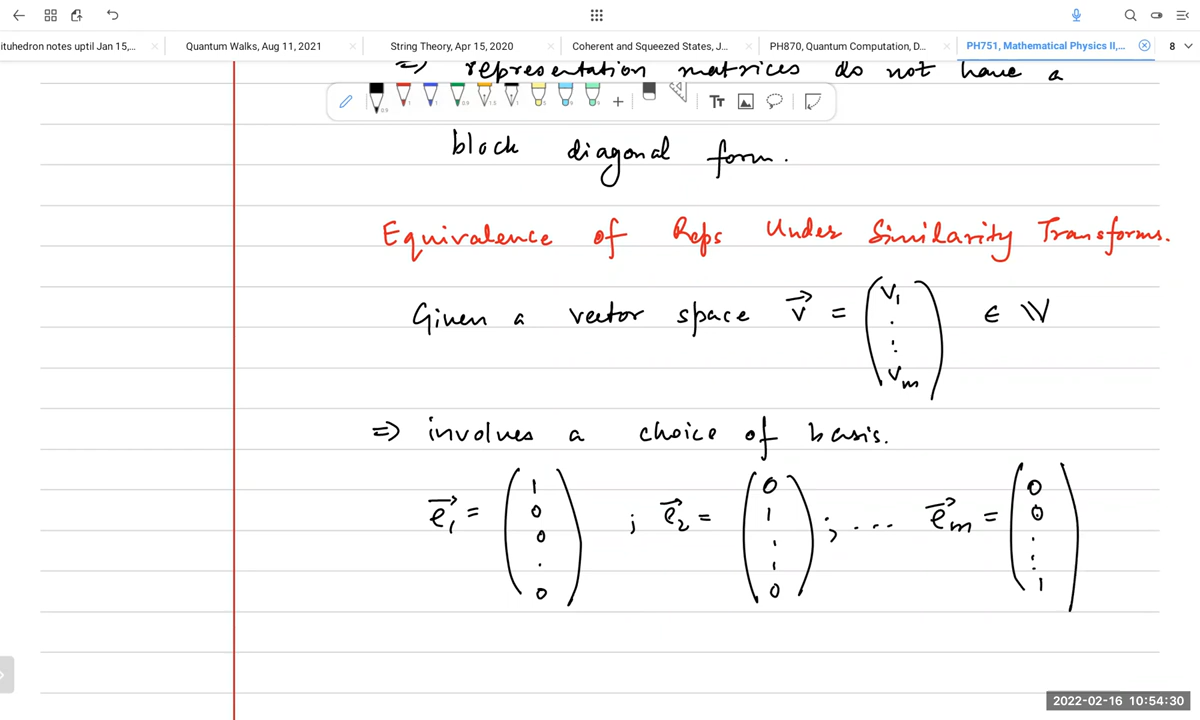 ituhedron notes uptil Jan 15,... Quantum Walks, Aug 11, 2021 String Theory, Apr 15, 2020 Coherent and Squeezed States, J... PH870, Quantum Computation, D... PH751, Mathematical Physics II,... 8
=> representation matrices do not have a
block diagonal form.
Equivalence of Reps Under Similarity Transforms.
Given a vector space v⃗ = (v₁ . : vₘ) ∈ 𝕍
=> involves a choice of basis.
e⃗₁ = (1 0 0 . 0) ; e⃗₂ = (0 1 : : 0) ; ... e⃗ₘ = (0 0 . : 1)
2022-02-16 10:54:30